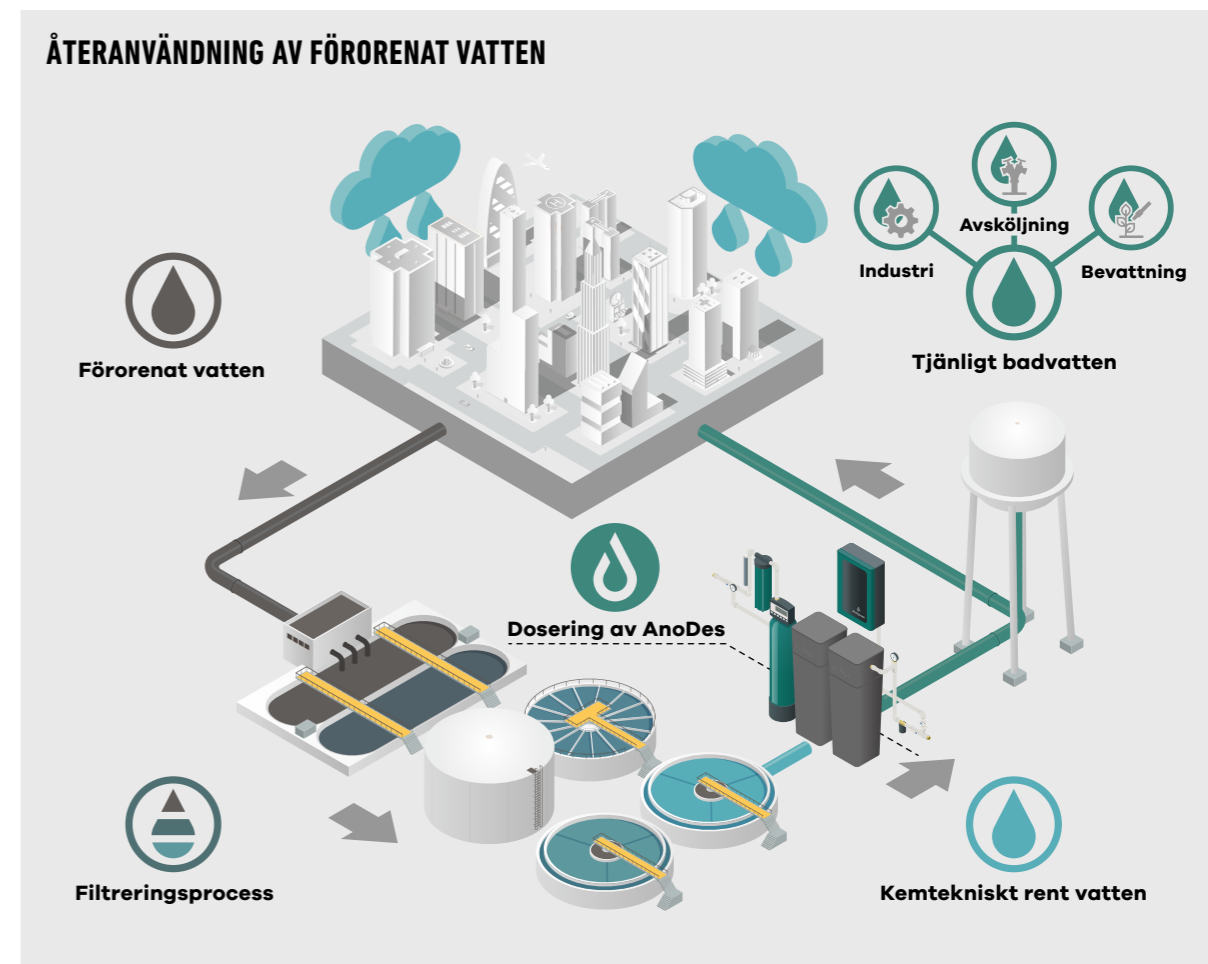 ÅTERANVÄNDNING AV FÖRORENAT VATTEN
Avsköljning
Industri
Bevattning
Förorenat vatten
Tjänligt badvatten
Dosering av AnoDes
Filtreringsprocess
Kemtekniskt rent vatten